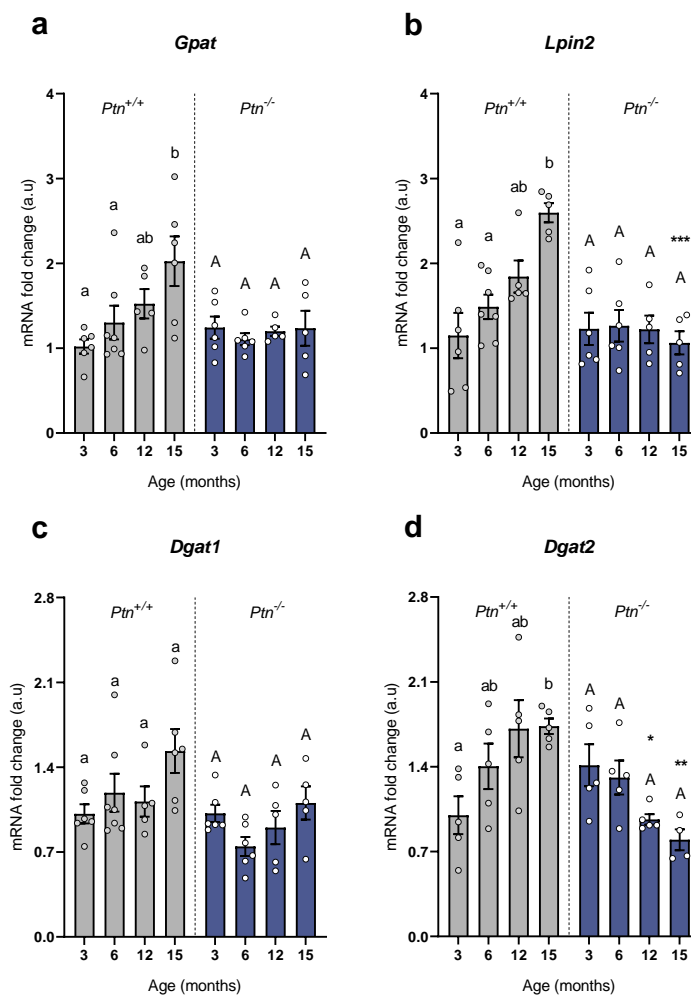 a
Gpat
mRNA fold change (a.u)
4
3
2
1
0
Ptn+/+
Ptn-/-
a
a
ab
b
A
A
A
A
3
6
12
15
3
6
12
15
Age (months)
b
Lpin2
mRNA fold change (a.u)
4
3
2
1
0
Ptn+/+
Ptn-/-
a
a
ab
b
A
A
A
***
A
3
6
12
15
3
6
12
15
Age (months)
c
Dgat1
mRNA fold change (a.u)
2.8
2.1
1.4
0.7
0.0
Ptn+/+
Ptn-/-
a
a
a
a
A
A
A
A
3
6
12
15
3
6
12
15
Age (months)
d
Dgat2
mRNA fold change (a.u)
2.8
2.1
1.4
0.7
0.0
Ptn+/+
Ptn-/-
a
ab
ab
b
A
A
*
A
**
A
3
6
12
15
3
6
12
15
Age (months)